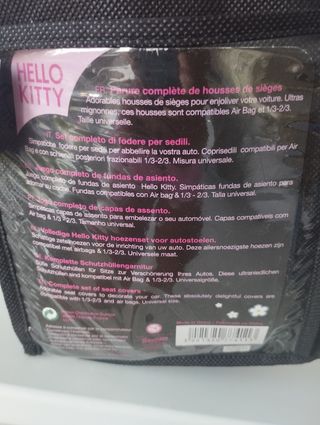 HELLO
KITTY
FR. Parure complète de housses de sièges
Adorables housses de sièges pour enjoliver votre voiture. Ultras
mignonnes, ces housses sont compatibles Air Bag et 1/3-2/3.
Taille universelle.
IT. Set completo di fodere per sedili.
Simpatiche fodere per sedili per abbellire la vostra auto. Coprisedili compatibili per Air
Bag e con schienali posteriori frazionabili 1/3-2/3. Misura universale.
Juego completo de fundas de asiento.
Juego completo de fundas de asiento Hello Kitty. Simpáticas fundas de asiento para
su coche. Fundas compatibles con Air bag & 1/3 - 2/3. Talla universal.
Jogo completo de capas de assento.
Simpáticas capas de assento para embelezar o seu automóvel. Capas compatíveis com
Air bag & 1/3 -2/3. Tamanho universal.
Volledige Hello Kitty hoezenset voor autostoelen.
zetelhoezen voor de inrichting van uw auto. Deze allersnoezigste hoezen zijn
compatibel met airbags & 1/3-2/3. Universele maat.
Komplette Schutzhüllengarnitur
Schutzhüllen für Sitze zur Verschönerung Ihres Autos. Diese ultraniedlichen
Schutzhüllen sind kompatibel mit Air Bag & 1/3-2/3. Universalgröße.
Complete set of seat covers
Adorable seat covers to decorate your car. These absolutely delightful covers are
compatible with 1/3-2/3 and air bags. Universal size.